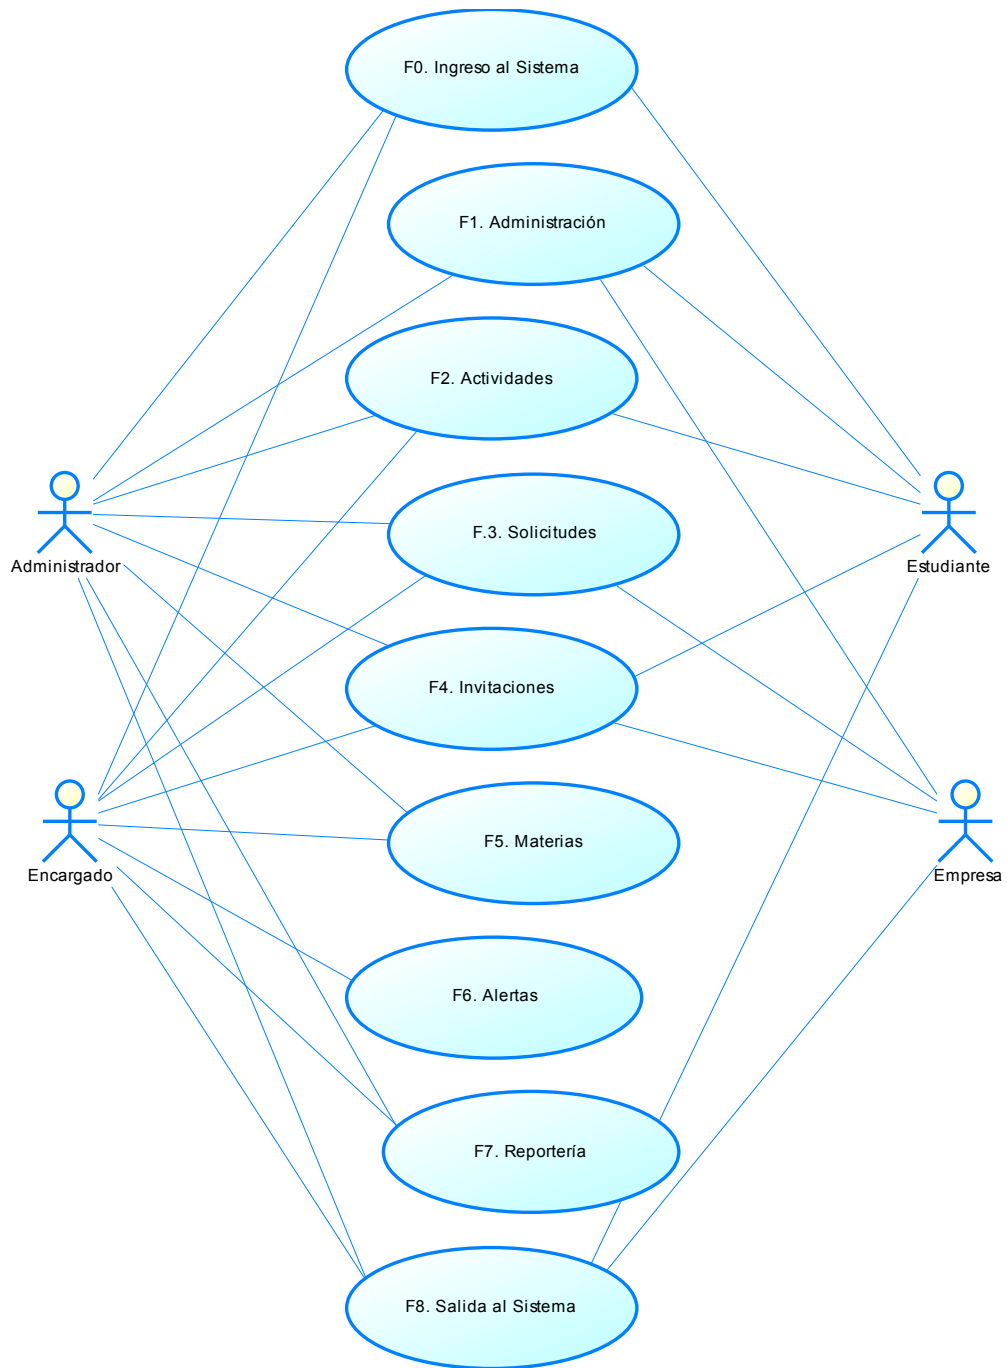 F0. Ingreso al Sistema
F1. Administración
F2. Actividades
F.3. Solicitudes
Administrador
Estudiante
F4. Invitaciones
F5. Materias
Encargado
Empresa
F6. Alertas
F7. Reportería
F8. Salida al Sistema